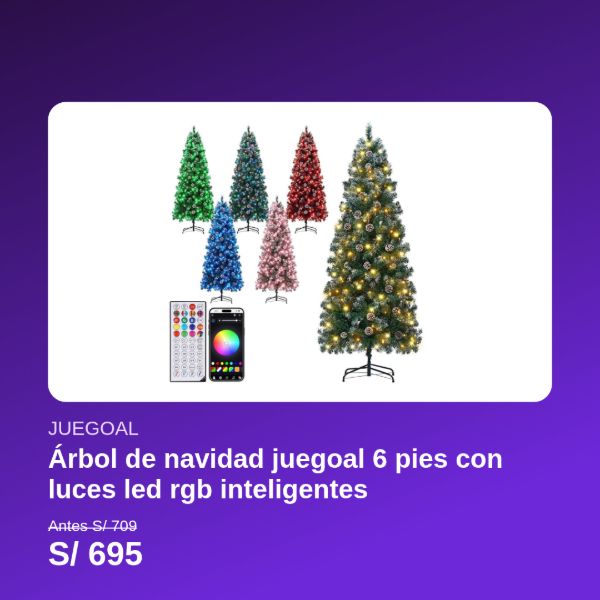 JUEGOAL
Árbol de navidad juegoal 6 pies con
luces led rgb inteligentes
Antes S/ 709
S/ 695